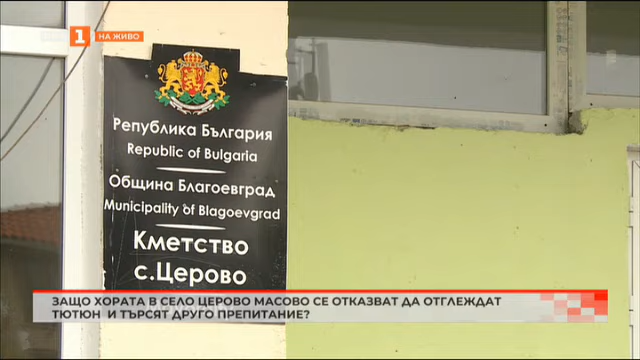 1 НА ЖИВО
Република България
Republic of Bulgaria
Община Благоевград
Municipality of Blagoevgrad
Кметство
с.Церово
ЗАЩО ХОРАТА В СЕЛО ЦЕРОВО МАСОВО СЕ ОТКАЗВАТ ДА ОТГЛЕЖДАТ
ТЮТЮН И ТЪРСЯТ ДРУГО ПРЕПИТАНИЕ?